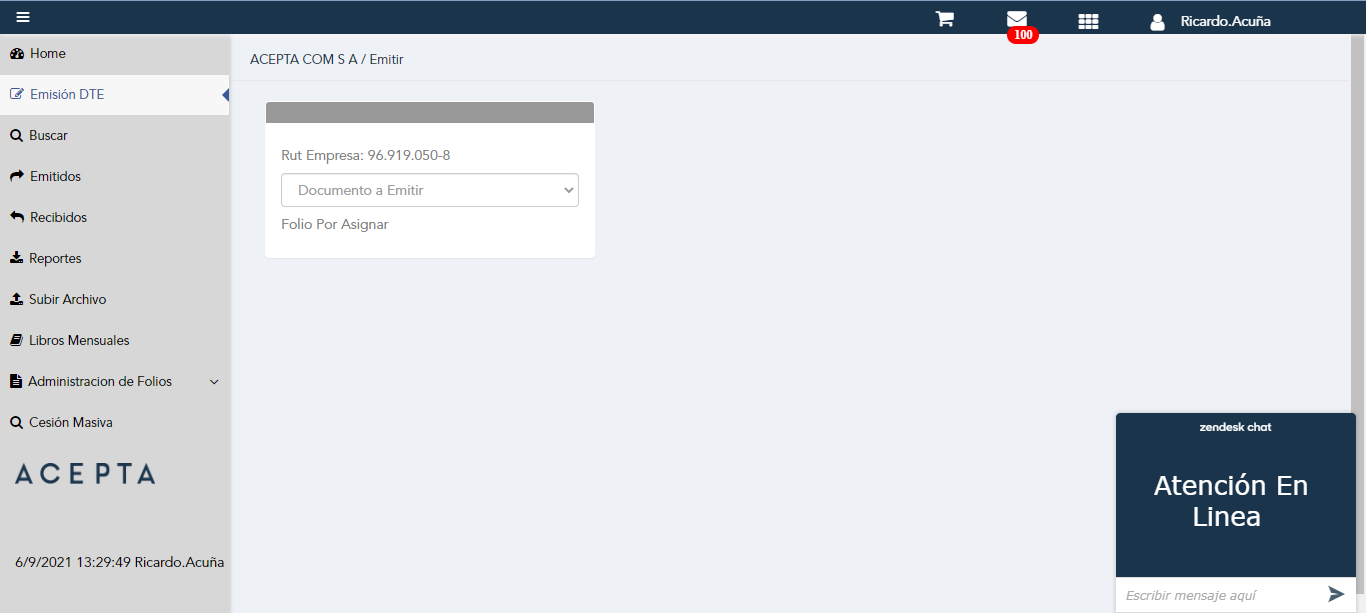 Ricardo.Acuña
100
Home
Emisión DTE
Buscar
Emitidos
Recibidos
Reportes
Subir Archivo
Libros Mensuales
Administracion de Folios
Cesión Masiva
ACEPTA
6/9/2021 13:29:49 Ricardo.Acuña
ACEPTA COM S A / Emitir
Rut Empresa: 96.919.050-8
Documento a Emitir
Folio Por Asignar
zendesk chat
Atención En
Linea
Escribir mensaje aquí